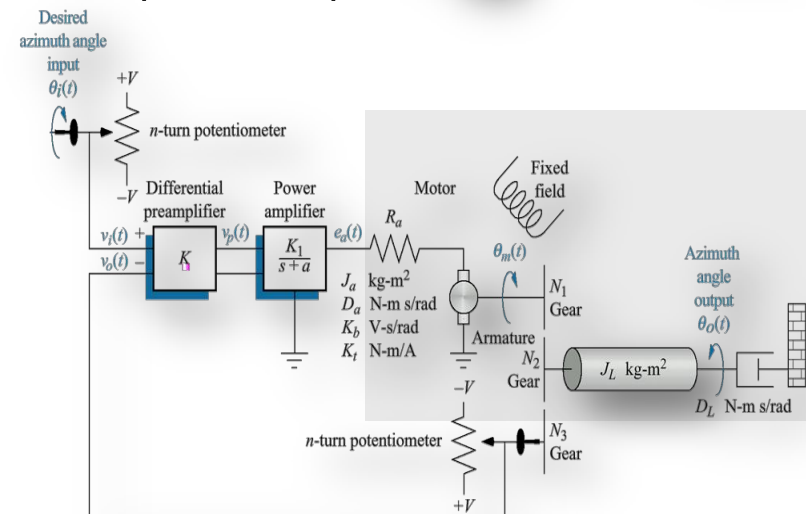 Desired
azimuth angle
input
θi(t)
+V
n-turn potentiometer
−V
Differential
preamplifier
Power
amplifier
Motor
Fixed
field
vi(t) +
vo(t) −
K
vp(t)
K1
s + a
ea(t)
Ra
θm(t)
N1
Gear
Ja kg-m²
Da N-m s/rad
Kb V-s/rad
Kt N-m/A
Armature
N2
Gear
JL kg-m²
Azimuth
angle
output
θo(t)
DL N-m s/rad
−V
n-turn potentiometer
N3
Gear
+V